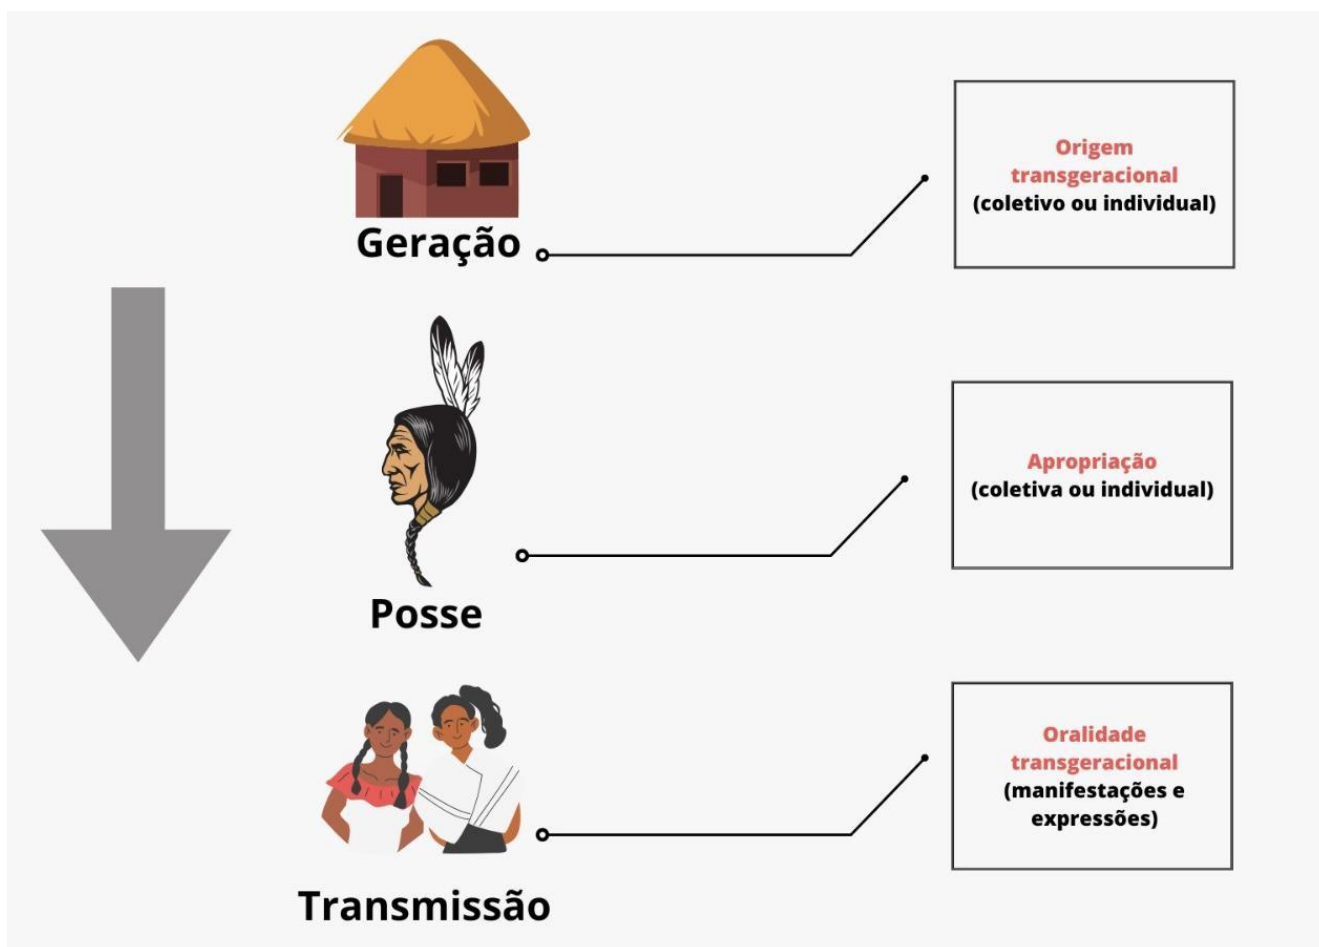 Geração
Origem
transgeracional
(coletivo ou individual)
Posse
Apropriação
(coletiva ou individual)
Transmissão
Oralidade
transgeracional
(manifestações e
expressões)